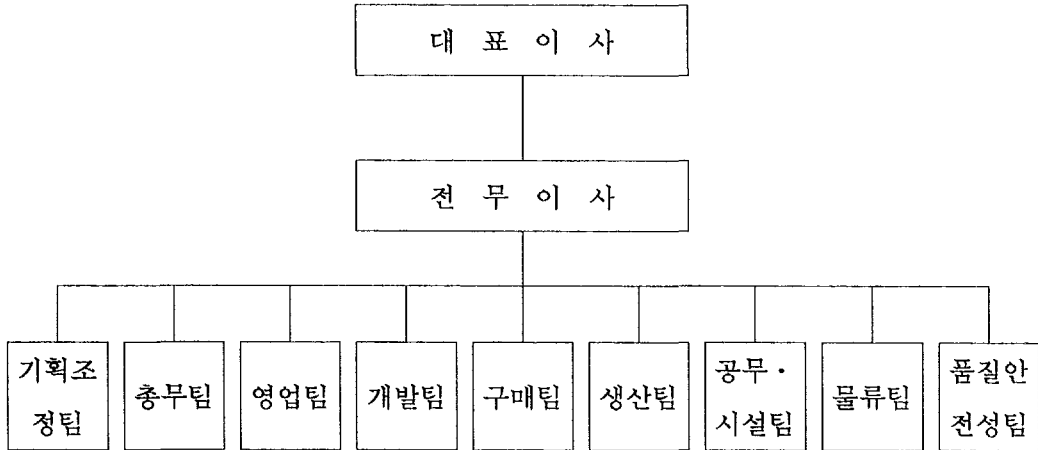 대 표 이 사
전 무 이 사
기획조
정팀
총무팀
영업팀
개발팀
구매팀
생산팀
공무·
시설팀
물류팀
품질안
전성팀